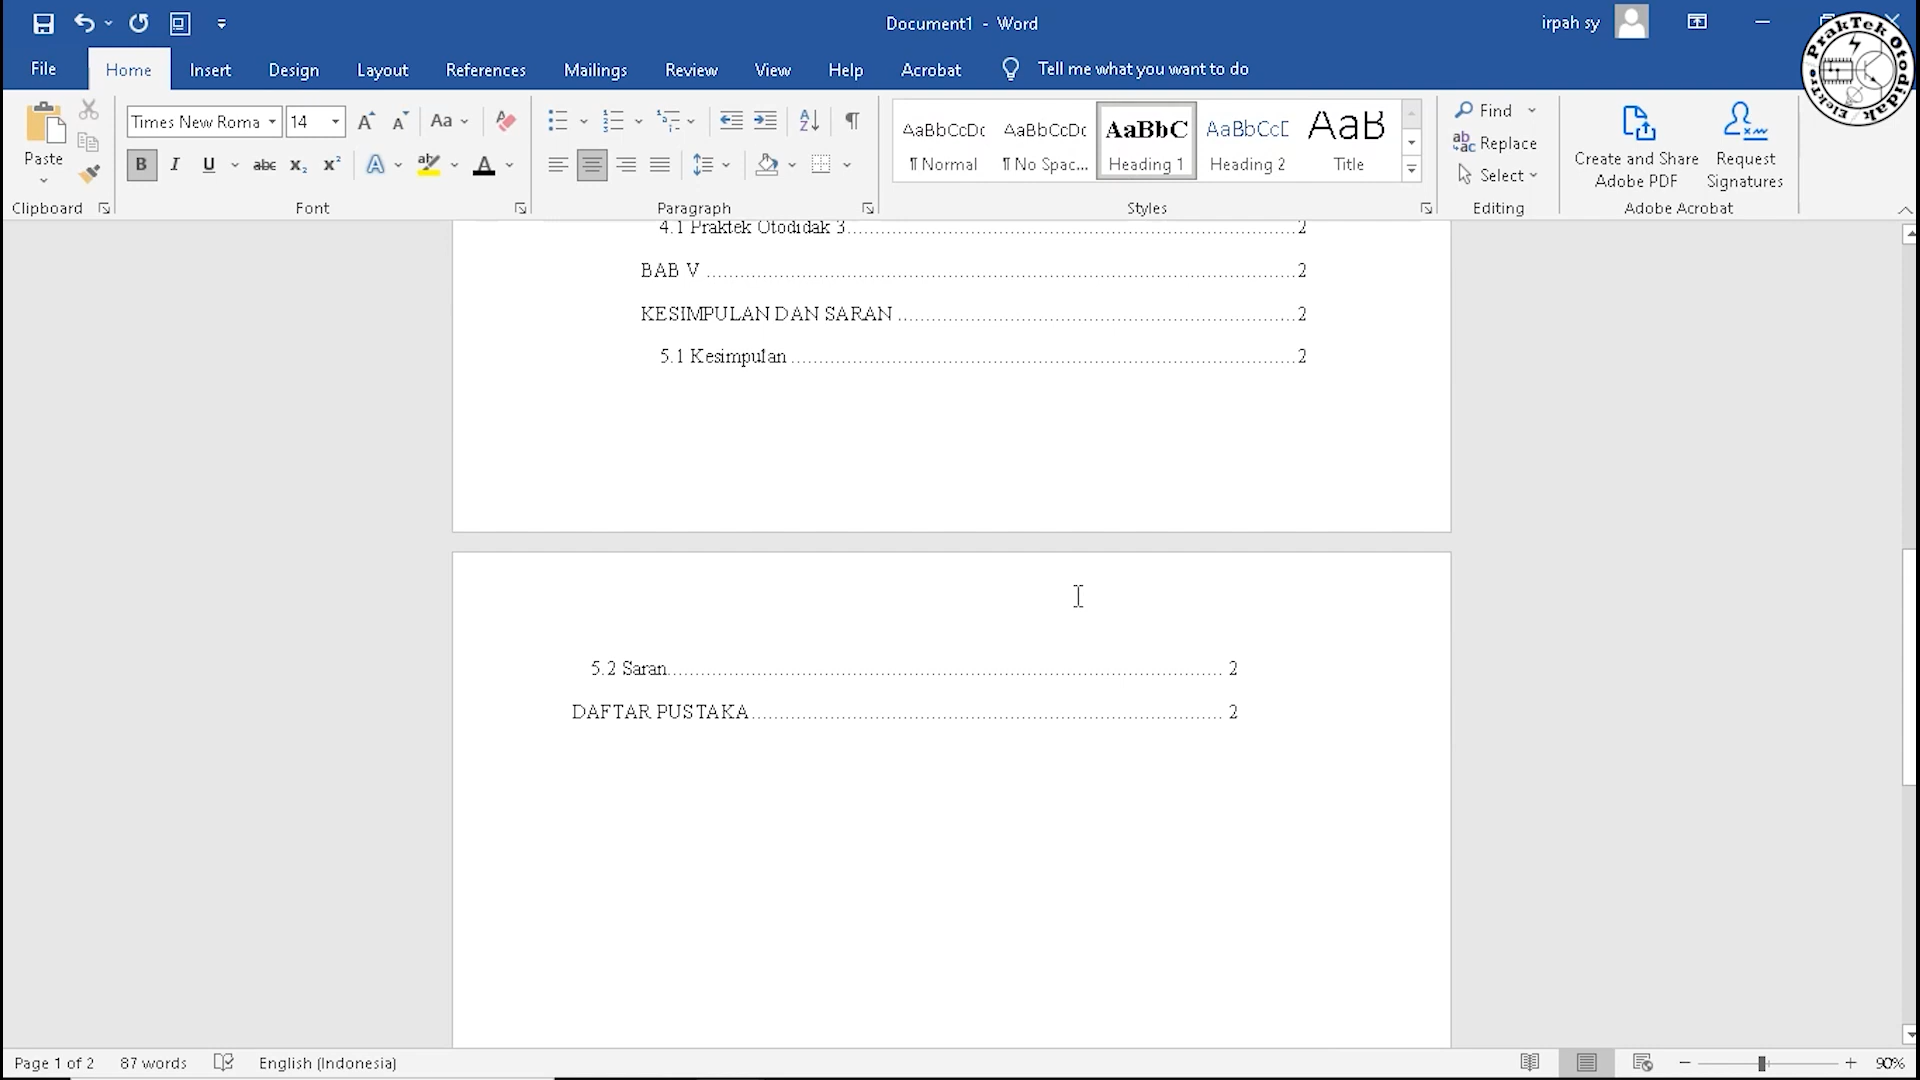 Document1 - Word
irpah sy
PrakTek Otodidak Elektro
File Home Insert Design Layout References Mailings Review View Help Acrobat Tell me what you want to do
Paste
Times New Roma 14 Aa
B I U abc x₂ x² A A
AaBbCcDc AaBbCcDc AaBbC AaBbCcE AaB
¶ Normal ¶ No Spac... Heading 1 Heading 2 Title
Find
Replace
Select
Create and Share Adobe PDF
Request Signatures
Clipboard Font Paragraph Styles Editing Adobe Acrobat
4.1 Praktek Otodidak 3 2
BAB V 2
KESIMPULAN DAN SARAN 2
5.1 Kesimpulan 2
5.2 Saran 2
DAFTAR PUSTAKA 2
Page 1 of 2 87 words English (Indonesia) 90%